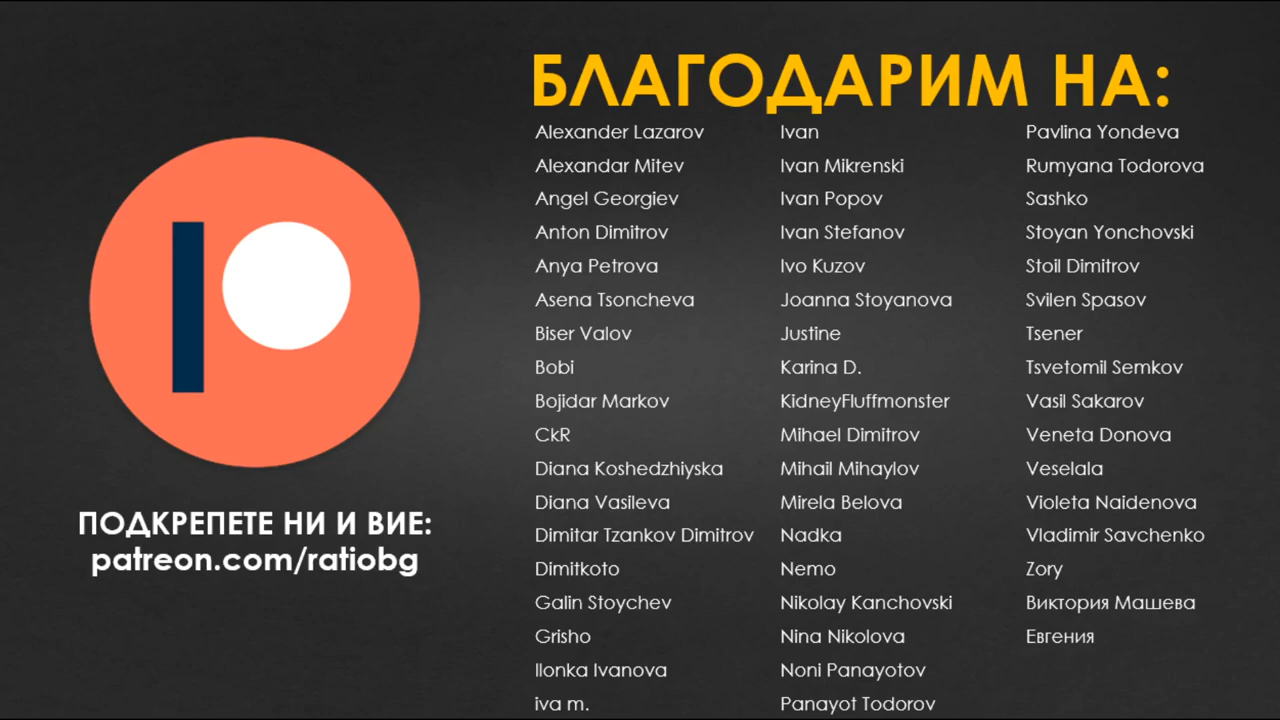 БЛАГОДАРИМ НА:
Alexander Lazarov
Alexandar Mitev
Angel Georgiev
Anton Dimitrov
Anya Petrova
Asena Tsoncheva
Biser Valov
Bobi
Bojidar Markov
CkR
Diana Koshedzhiyska
Diana Vasileva
Dimitar Tzankov Dimitrov
Dimitkoto
Galin Stoychev
Grisho
Ilonka Ivanova
iva m.
Ivan
Ivan Mikrenski
Ivan Popov
Ivan Stefanov
Ivo Kuzov
Joanna Stoyanova
Justine
Karina D.
KidneyFluffmonster
Mihael Dimitrov
Mihail Mihaylov
Mirela Belova
Nadka
Nemo
Nikolay Kanchovski
Nina Nikolova
Noni Panayotov
Panayot Todorov
Pavlina Yondeva
Rumyana Todorova
Sashko
Stoyan Yonchovski
Stoil Dimitrov
Svilen Spasov
Tsener
Tsvetomil Semkov
Vasil Sakarov
Veneta Donova
Veselala
Violeta Naidenova
Vladimir Savchenko
Zory
Виктория Машева
Евгения
ПОДКРЕПЕТЕ НИ И ВИЕ:
patreon.com/ratiobg